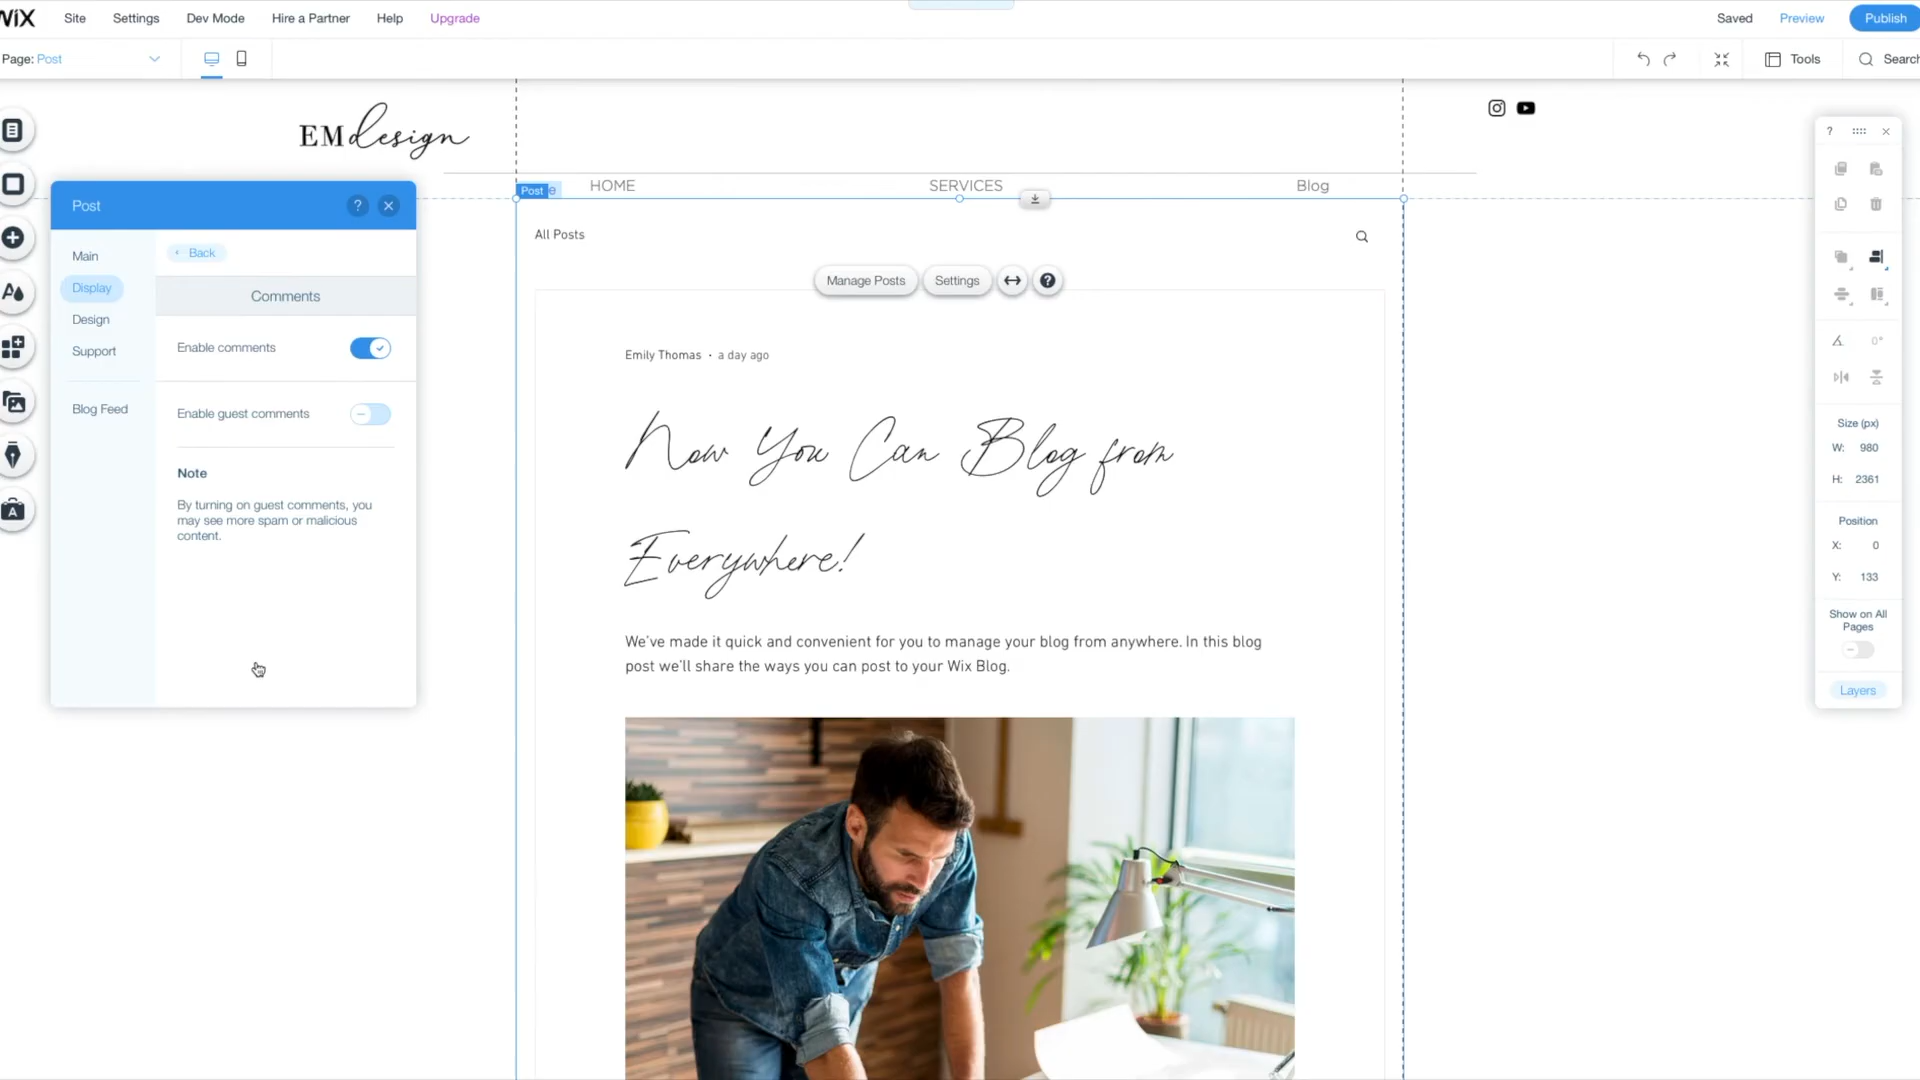 WIX
Site
Settings
Dev Mode
Hire a Partner
Help
Upgrade
Saved
Preview
Publish
Page: Post
Tools
Search
EM design
HOME
SERVICES
Blog
Post
?
Main
Display
Design
Support
Blog Feed
Back
Comments
Enable comments
Enable guest comments
Note
By turning on guest comments, you
may see more spam or malicious
content.
Post
All Posts
Manage Posts
Settings
?
Emily Thomas · a day ago
Now You Can Blog from
Everywhere!
We've made it quick and convenient for you to manage your blog from anywhere. In this blog
post we'll share the ways you can post to your Wix Blog.
?
0°
Size (px)
W: 980
H: 2361
Position
X: 0
Y: 133
Show on All
Pages
Layers